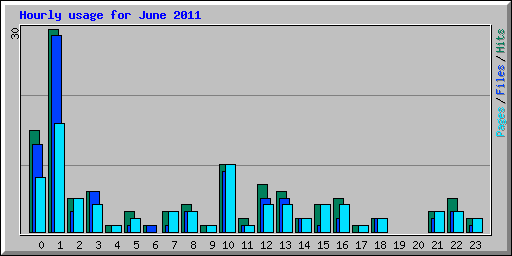 Hourly usage for June 2011
30
Pages/Files/Hits
0 1 2 3 4 5 6 7 8 9 10 11 12 13 14 15 16 17 18 19 20 21 22 23